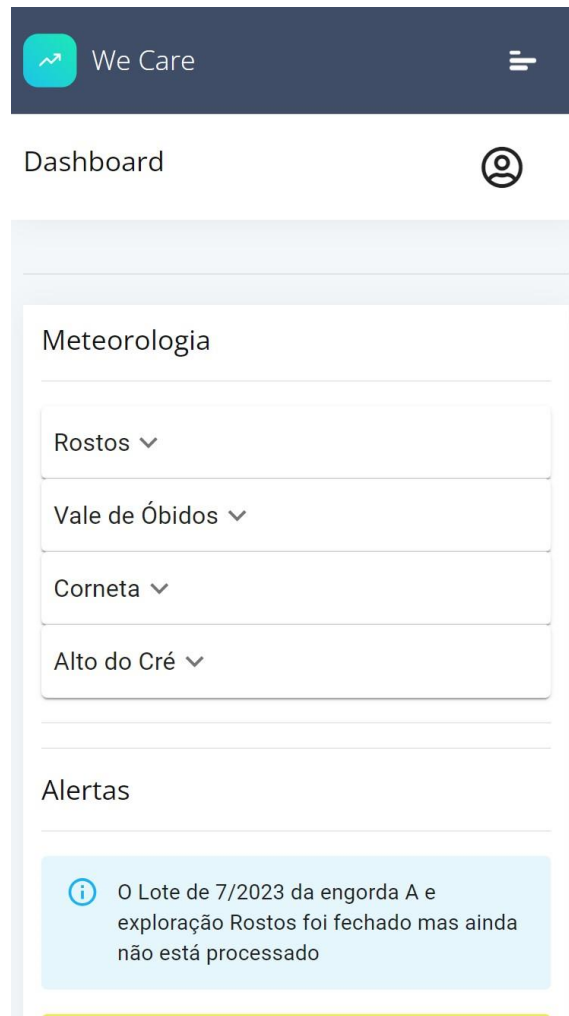 We Care
Dashboard
Meteorologia
Rostos
Vale de Óbidos
Corneta
Alto do Cré
Alertas
O Lote de 7/2023 da engorda A e
exploração Rostos foi fechado mas ainda
não está processado